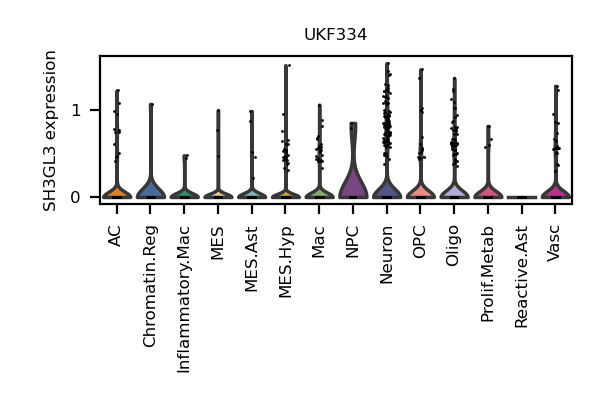 UKF334
SH3GL3 expression
1
0
AC
Chromatin.Reg
Inflammatory.Mac
MES
MES.Ast
MES.Hyp
Mac
NPC
Neuron
OPC
Oligo
Prolif.Metab
Reactive.Ast
Vasc